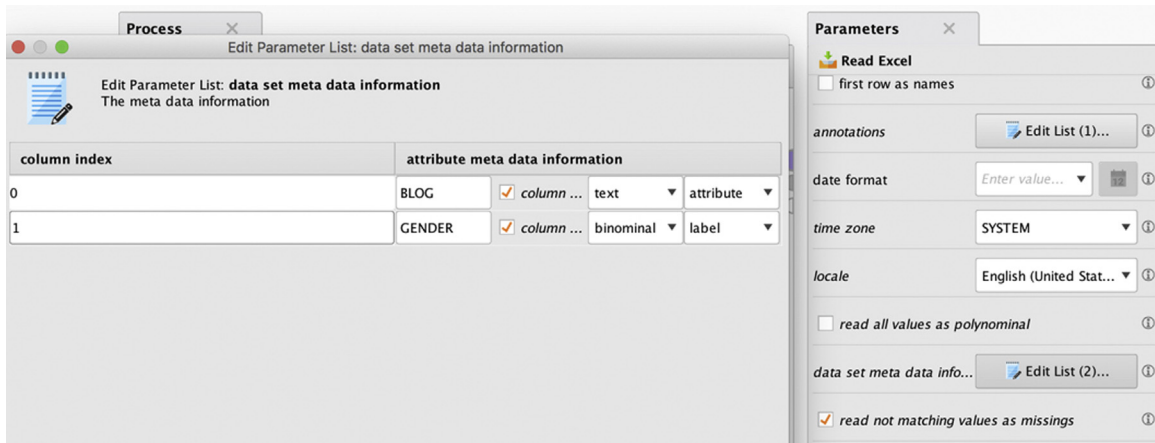 Process
Edit Parameter List: data set meta data information
Edit Parameter List: data set meta data information
The meta data information
column index attribute meta data information
0 BLOG column ... text attribute
1 GENDER column ... binominal label
Parameters
Read Excel
first row as names
annotations Edit List (1)...
date format Enter value... 12
time zone SYSTEM
locale English (United Stat...
read all values as polynominal
data set meta data info... Edit List (2)...
read not matching values as missings